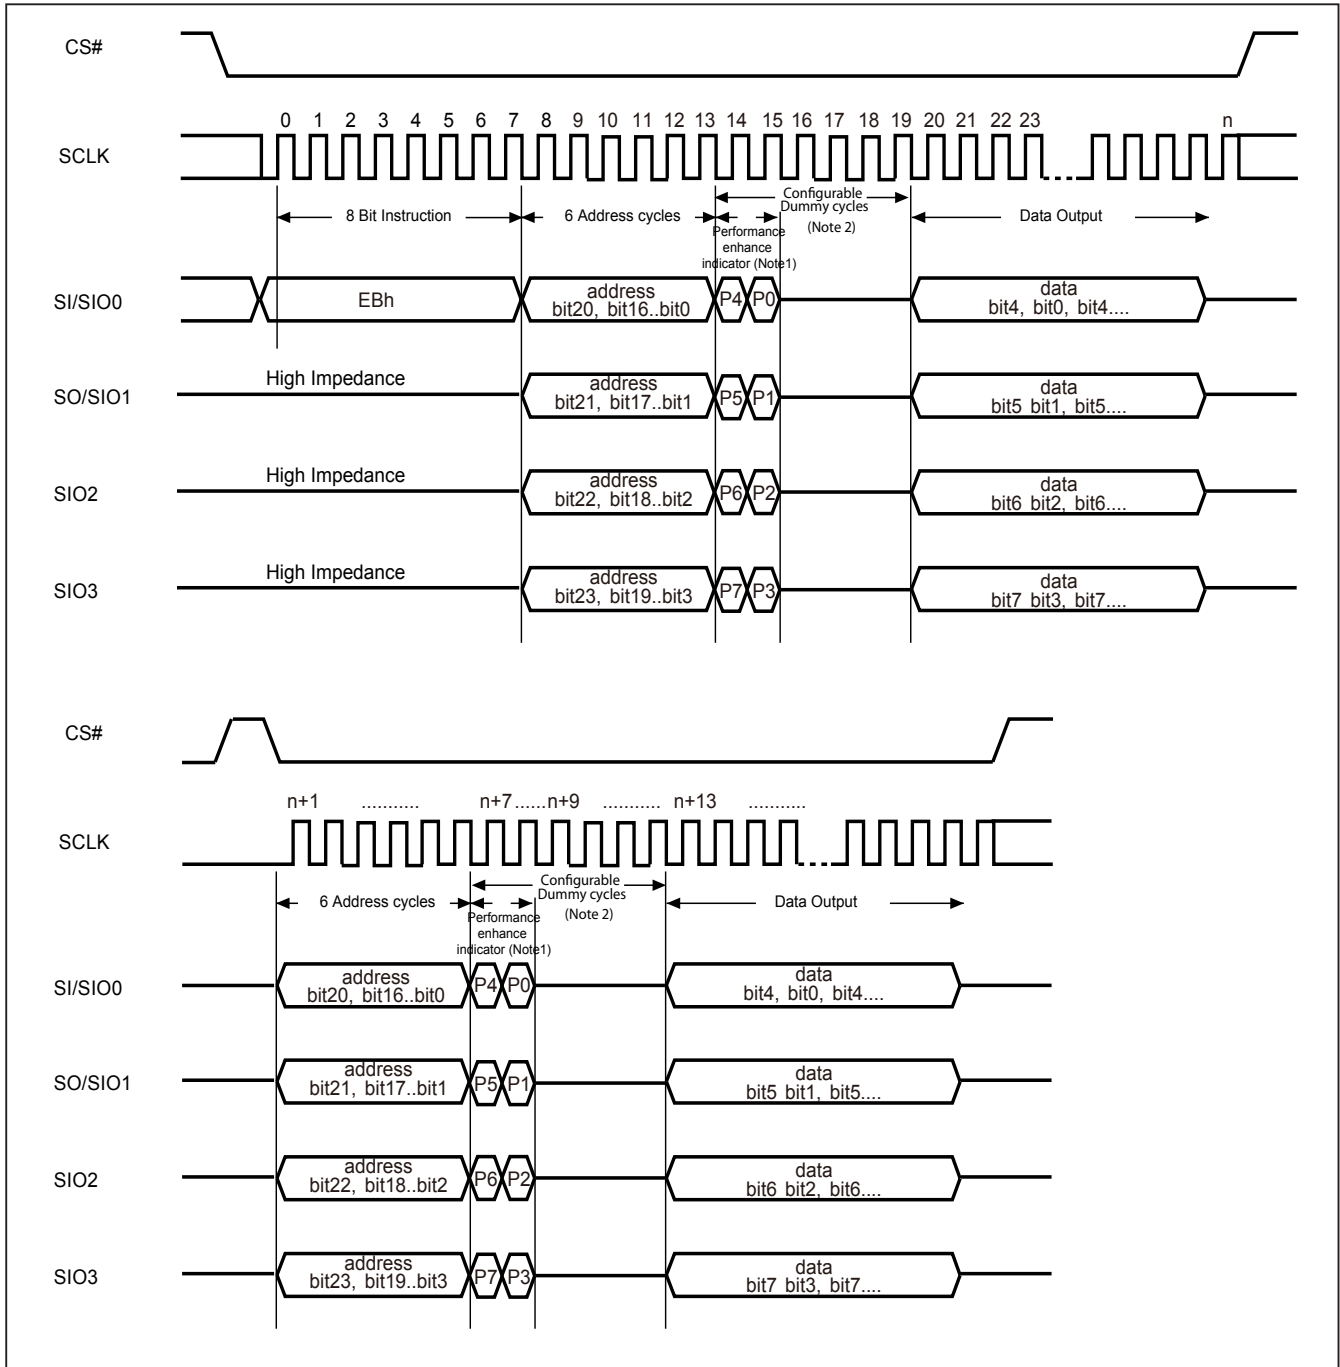 CS#
0 1 2 3 4 5 6 7 8 9 10 11 12 13 14 15 16 17 18 19 20 21 22 23 n
SCLK
8 Bit Instruction
6 Address cycles
Configurable
Dummy cycles
(Note 2)
Data Output
Performance
enhance
indicator (Note1)
SI/SIO0
EBh
address
bit20, bit16..bit0
P4 P0
data
bit4, bit0, bit4....
High Impedance
SO/SIO1
address
bit21, bit17..bit1
P5 P1
data
bit5 bit1, bit5....
High Impedance
SIO2
address
bit22, bit18..bit2
P6 P2
data
bit6 bit2, bit6....
High Impedance
SIO3
address
bit23, bit19..bit3
P7 P3
data
bit7 bit3, bit7....
CS#
n+1 ........... n+7......n+9 ........... n+13 ...........
SCLK
6 Address cycles
Configurable
Dummy cycles
(Note 2)
Data Output
Performance
enhance
indicator (Note1)
SI/SIO0
address
bit20, bit16..bit0
P4 P0
data
bit4, bit0, bit4....
SO/SIO1
address
bit21, bit17..bit1
P5 P1
data
bit5 bit1, bit5....
SIO2
address
bit22, bit18..bit2
P6 P2
data
bit6 bit2, bit6....
SIO3
address
bit23, bit19..bit3
P7 P3
data
bit7 bit3, bit7....